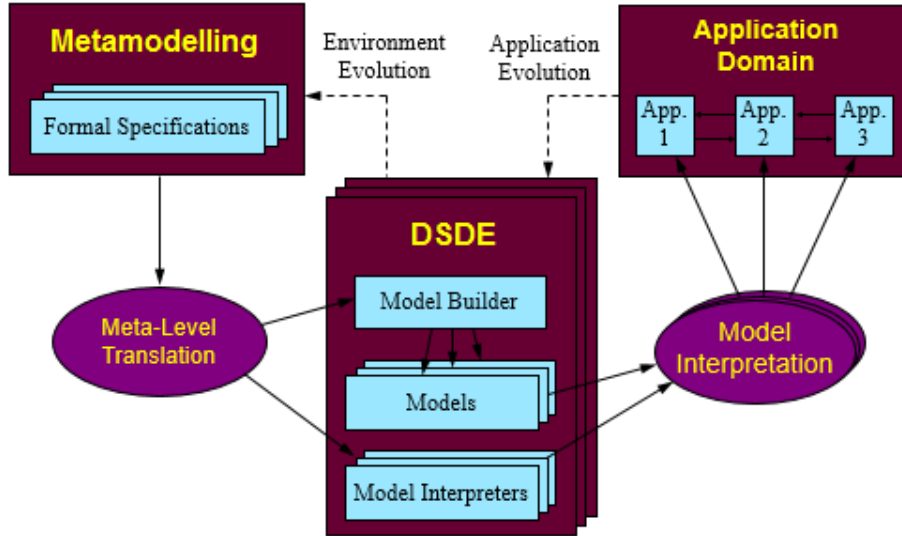 Metamodelling
Formal Specifications
Environment
Evolution
Application
Evolution
Application
Domain
App.
1
App.
2
App.
3
DSDE
Model Builder
Models
Model Interpreters
Meta-Level
Translation
Model
Interpretation